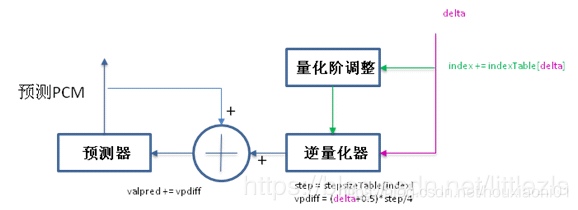 delta
量化阶调整
index += indexTable[delta]
预测PCM
+
预测器
逆量化器
+
valpred += vpdiff
step = stepsizeTable[index]
vpdiff = (delta+0.5)*step/4